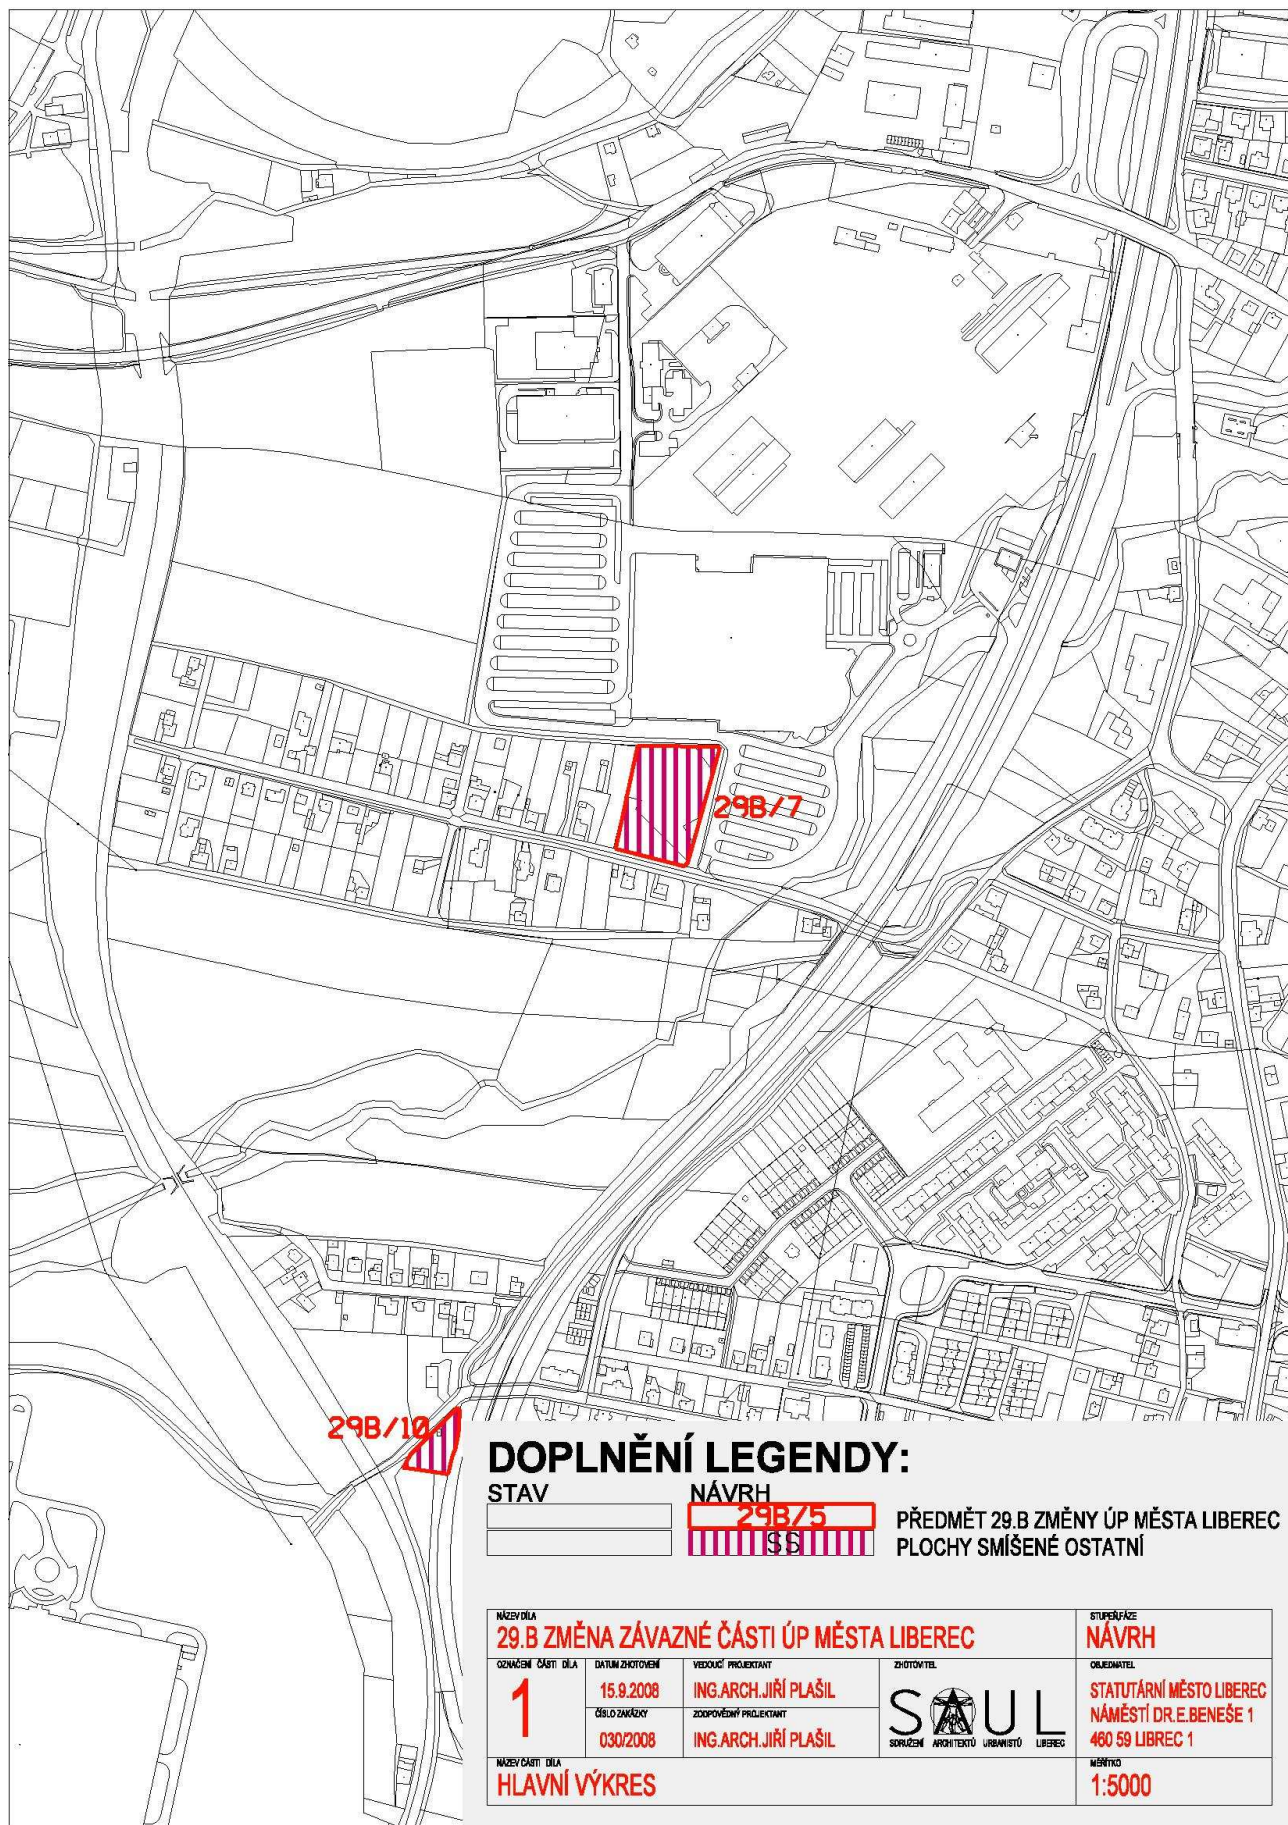 29B/7
29B/10
DOPLNĚNÍ LEGENDY:
STAV NÁVRH
29B/5 PŘEDMĚT 29.B ZMĚNY ÚP MĚSTA LIBEREC
SS PLOCHY SMÍŠENÉ OSTATNÍ
NÁZEV DÍLA STUPEŇ/FÁZE
29.B ZMĚNA ZÁVAZNÉ ČÁSTI ÚP MĚSTA LIBEREC NÁVRH
OZNAČENÍ ČÁSTI DÍLA DATUM ZHOTOVENÍ VEDOUCÍ PROJEKTANT ZHOTOVITEL OBJEDNATEL
1 15.9.2008 ING.ARCH.JIŘÍ PLAŠIL STATUTÁRNÍ MĚSTO LIBEREC
ČÍSLO ZAKÁZKY ZODPOVĚDNÝ PROJEKTANT SAUL NÁMĚSTÍ DR.E.BENEŠE 1
030/2008 ING.ARCH.JIŘÍ PLAŠIL SDRUŽENÍ ARCHITEKTŮ URBANISTŮ LIBEREC 460 59 LIBREC 1
NÁZEV ČÁSTI DÍLA MĚŘÍTKO
HLAVNÍ VÝKRES 1:5000